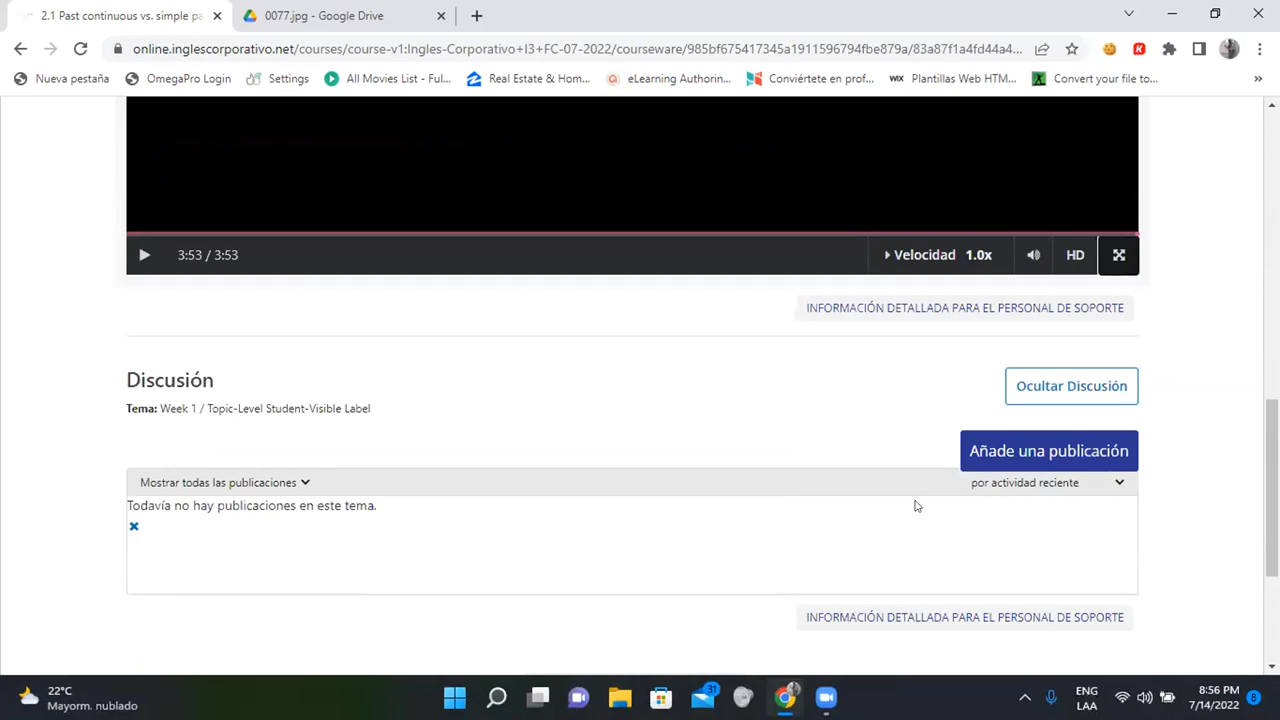 2.1 Past continuous vs. simple pa
0077.jpg - Google Drive
online.inglescorporativo.net/courses/course-v1:Ingles-Corporativo+I3+FC-07-2022/courseware/985bf675417345a1911596794fbe879a/83a87f1a4fd44a4...
Nueva pestaña
OmegaPro Login
Settings
All Movies List - Ful...
Real Estate & Hom...
eLearning Authorin...
Conviértete en prof...
WIX Plantillas Web HTM...
Convert your file to...
»
3:53 / 3:53
Velocidad 1.0x
HD
INFORMACIÓN DETALLADA PARA EL PERSONAL DE SOPORTE
Discusión
Ocultar Discusión
Tema: Week 1 / Topic-Level Student-Visible Label
Añade una publicación
Mostrar todas las publicaciones
por actividad reciente
Todavía no hay publicaciones en este tema.
INFORMACIÓN DETALLADA PARA EL PERSONAL DE SOPORTE
22°C
Mayorm. nublado
31
ENG
LAA
8:56 PM
7/14/2022
8